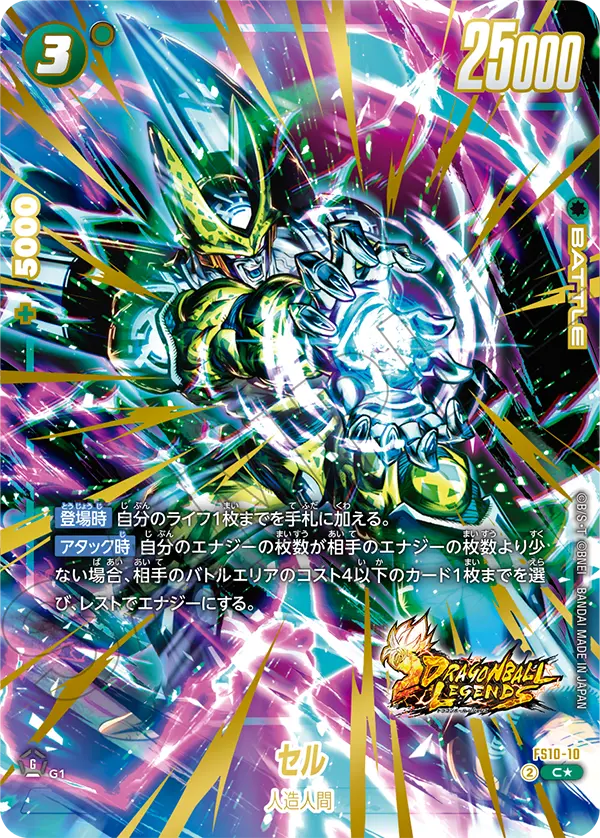 3
25000
+5000
BATTLE
登場時 自分のライフ1枚までを手札に加える。
アタック時 自分のエナジーの枚数が相手のエナジーの枚数より少
ない場合、相手のバトルエリアのコスト4以下のカード1枚までを選
び、レストでエナジーにする。
©B/S・T ©BNEI BANDAI MADE IN JAPAN
DRAGONBALL
LEGENDS
セル
人造人間
G
G1
FS10-10
2 C★